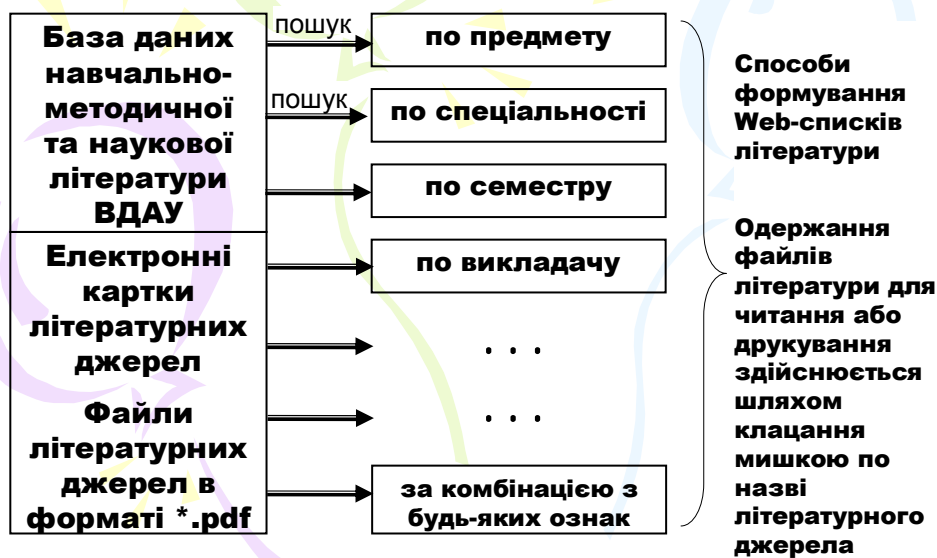 База даних
навчально-
методичної
та наукової
літератури
ВДАУ
Електронні
картки
літературних
джерел
Файли
літературних
джерел в
форматі *.pdf
пошук
пошук
по предмету
по спеціальності
по семестру
по викладачу
. . .
. . .
за комбінацією з
будь-яких ознак
Способи
формування
Web-списків
літератури
Одержання
файлів
літератури для
читання або
друкування
здійснюється
шляхом
клацання
мишкою по
назві
літературного
джерела